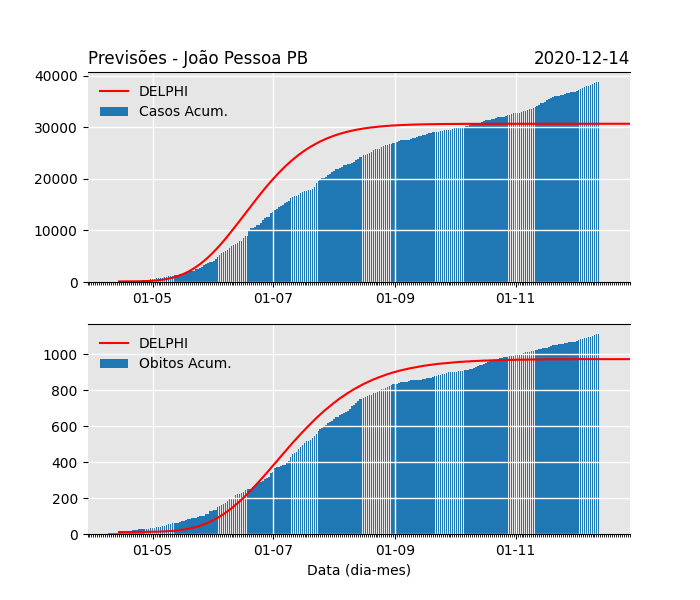 Previsões - João Pessoa PB 2020-12-14
40000
30000
20000
10000
0
DELPHI
Casos Acum.
01-05 01-07 01-09 01-11
1000
800
600
400
200
0
DELPHI
Obitos Acum.
01-05 01-07 01-09 01-11
Data (dia-mes)